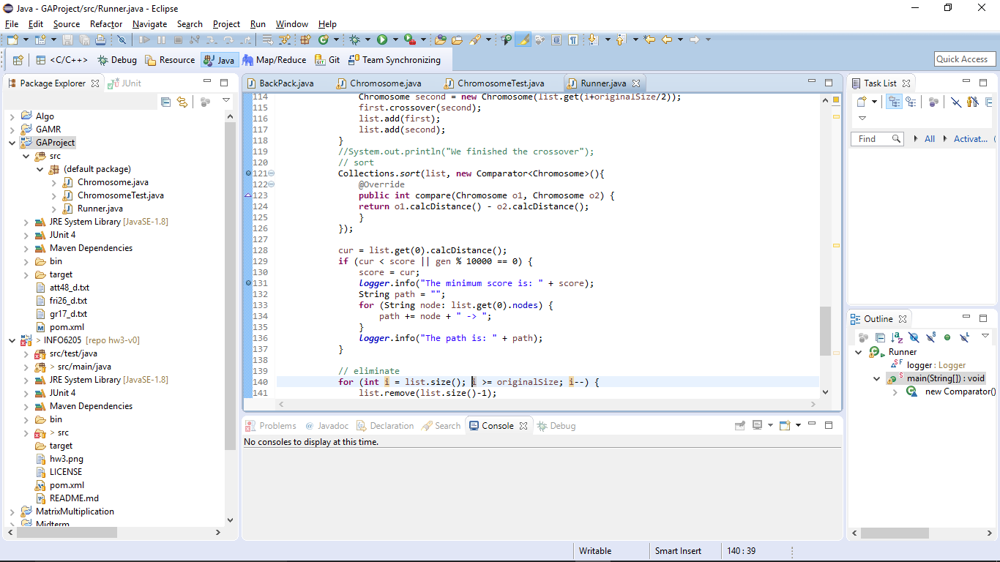 Java - GAProject/src/Runner.java - Eclipse
File Edit Source Refactor Navigate Search Project Run Window Help
<C/C++> Debug Resource Java Map/Reduce Git Team Synchronizing Quick Access
Package Explorer JUnit
Algo
GAMR
GAProject
src
(default package)
Chromosome.java
ChromosomeTest.java
Runner.java
JRE System Library [JavaSE-1.8]
JUnit 4
Maven Dependencies
bin
target
att48_d.txt
fri26_d.txt
gr17_d.txt
pom.xml
> INFO6205 [repo hw3-v0]
src/test/java
> src/main/java
JRE System Library [JavaSE-1.8]
JUnit 4
Maven Dependencies
bin
> src
target
hw3.png
LICENSE
pom.xml
README.md
MatrixMultiplication
Midterm
BackPack.java Chromosome.java ChromosomeTest.java Runner.java
114 Chromosome second = new Chromosome(list.get(i+originalSize/2));
115 first.crossover(second);
116 list.add(first);
117 list.add(second);
118 }
119 //System.out.println("We finished the crossover");
120 // sort
121 Collections.sort(list, new Comparator<Chromosome>(){
122 @Override
123 public int compare(Chromosome o1, Chromosome o2) {
124 return o1.calcDistance() - o2.calcDistance();
125 }
126 });
127
128 cur = list.get(0).calcDistance();
129 if (cur < score || gen % 10000 == 0) {
130 score = cur;
131 logger.info("The minimum score is: " + score);
132 String path = "";
133 for (String node: list.get(0).nodes) {
134 path += node + " -> ";
135 }
136 logger.info("The path is: " + path);
137 }
138
139 // eliminate
140 for (int i = list.size(); i >= originalSize; i--) {
141 list.remove(list.size()-1);
Problems Javadoc Declaration Search Console Debug
No consoles to display at this time.
Task List
Find All Activat...
Outline
Runner
logger : Logger
main(String[]) : void
new Comparator()
Writable Smart Insert 140 : 39